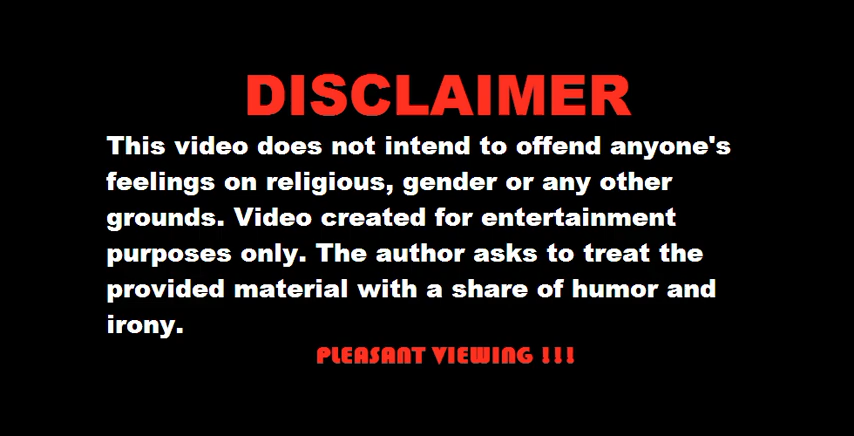 DISCLAIMER
This video does not intend to offend anyone's
feelings on religious, gender or any other
grounds. Video created for entertainment
purposes only. The author asks to treat the
provided material with a share of humor and
irony.
PLEASANT VIEWING !!!